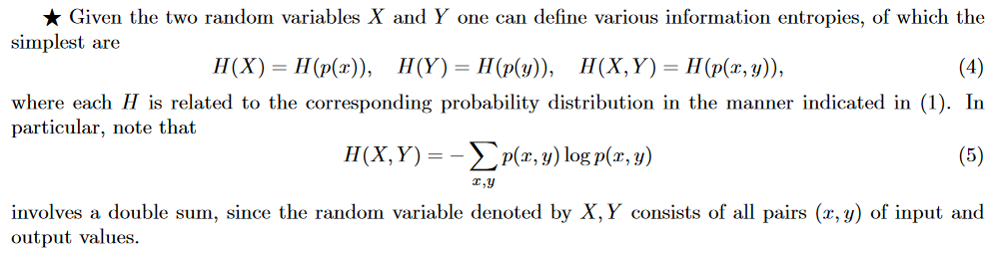 ★ Given the two random variables X and Y one can define various information entropies, of which the
simplest are
H(X) = H(p(x)), H(Y) = H(p(y)), H(X, Y) = H(p(x, y)), (4)
where each H is related to the corresponding probability distribution in the manner indicated in (1). In
particular, note that
H(X, Y) = − ∑ p(x, y) log p(x, y) (5)
x,y
involves a double sum, since the random variable denoted by X, Y consists of all pairs (x, y) of input and
output values.